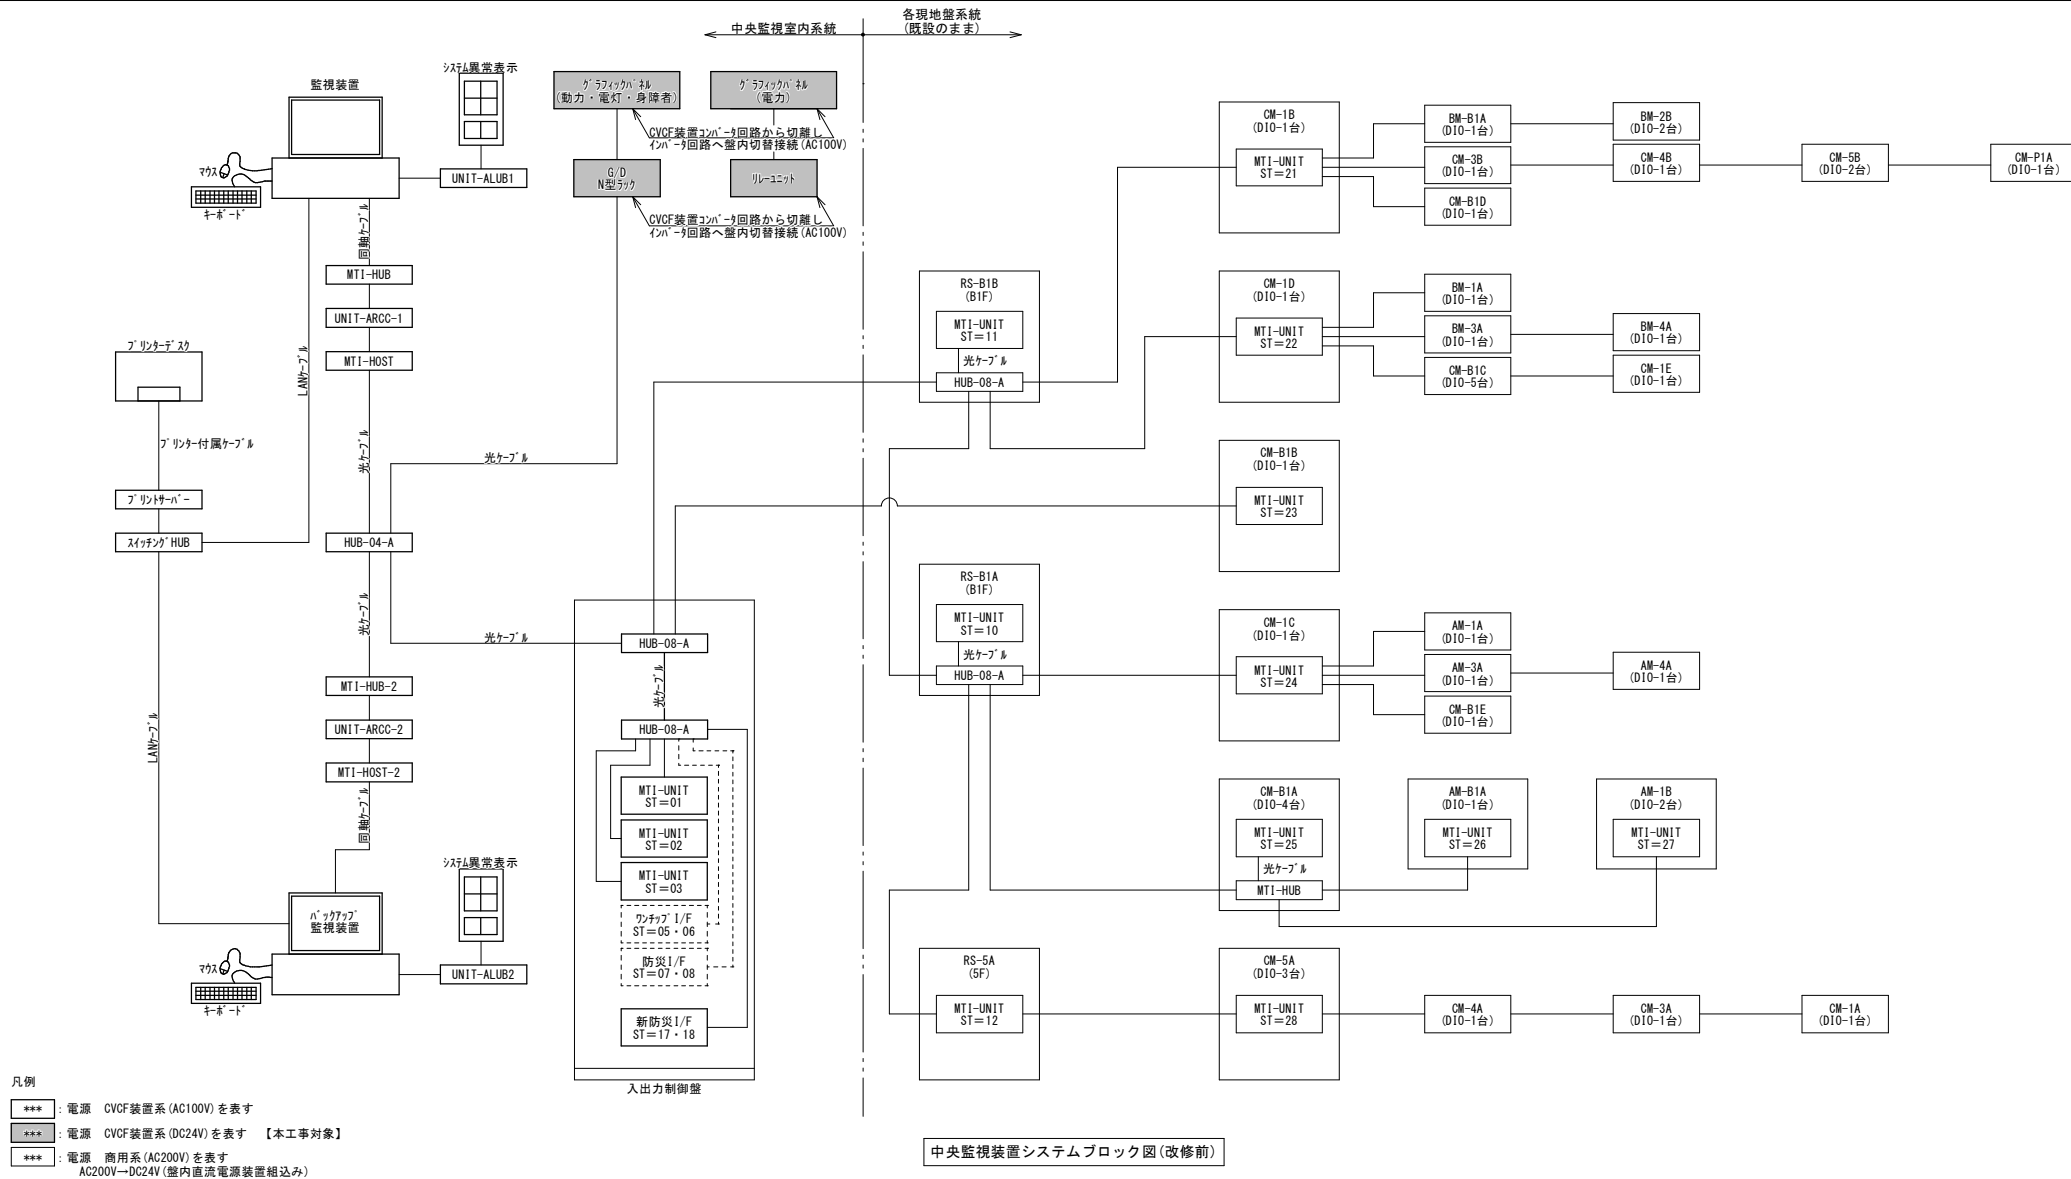 中央監視室内系統
各現地盤系統
(既設のまま)
監視装置
システム異常表示
マウス
キーボード
UNIT-ALUB1
同軸ケーブル
MTI-HUB
UNIT-ARCC-1
MTI-HOST
LANケーブル
プリンターデスク
プリンター付属ケーブル
プリントサーバー
スイッチングHUB
光ケーブル
HUB-04-A
光ケーブル
MTI-HUB-2
UNIT-ARCC-2
MTI-HOST-2
同軸ケーブル
LANケーブル
バックアップ
監視装置
システム異常表示
マウス
キーボード
UNIT-ALUB2
グラフィックパネル
(動力・電灯・身障者)
グラフィックパネル
(電力)
CVCF装置コンバータ回路から切離し
インバータ回路へ盤内切替接続(AC100V)
G/D
N型ラック
リレーユニット
CVCF装置コンバータ回路から切離し
インバータ回路へ盤内切替接続(AC100V)
光ケーブル
光ケーブル
HUB-08-A
光ケーブル
HUB-08-A
MTI-UNIT
ST=01
MTI-UNIT
ST=02
MTI-UNIT
ST=03
ワンチップI/F
ST=05・06
防災I/F
ST=07・08
新防災I/F
ST=17・18
入出力制御盤
RS-B1B
(B1F)
MTI-UNIT
ST=11
光ケーブル
HUB-08-A
RS-B1A
(B1F)
MTI-UNIT
ST=10
光ケーブル
HUB-08-A
RS-5A
(5F)
MTI-UNIT
ST=12
CM-1B
(DIO-1台)
MTI-UNIT
ST=21
BM-B1A
(DIO-1台)
BM-2B
(DIO-2台)
CM-3B
(DIO-1台)
CM-4B
(DIO-1台)
CM-5B
(DIO-2台)
CM-P1A
(DIO-1台)
CM-B1D
(DIO-1台)
CM-1D
(DIO-1台)
MTI-UNIT
ST=22
BM-1A
(DIO-1台)
BM-3A
(DIO-1台)
BM-4A
(DIO-1台)
CM-B1C
(DIO-5台)
CM-1E
(DIO-1台)
CM-B1B
(DIO-1台)
MTI-UNIT
ST=23
CM-1C
(DIO-1台)
MTI-UNIT
ST=24
AM-1A
(DIO-1台)
AM-3A
(DIO-1台)
AM-4A
(DIO-1台)
CM-B1E
(DIO-1台)
CM-B1A
(DIO-4台)
MTI-UNIT
ST=25
光ケーブル
MTI-HUB
AM-B1A
(DIO-1台)
MTI-UNIT
ST=26
AM-1B
(DIO-2台)
MTI-UNIT
ST=27
CM-5A
(DIO-3台)
MTI-UNIT
ST=28
CM-4A
(DIO-1台)
CM-3A
(DIO-1台)
CM-1A
(DIO-1台)
凡例
*** : 電源 CVCF装置系(AC100V)を表す
*** : 電源 CVCF装置系(DC24V)を表す 【本工事対象】
*** : 電源 商用系(AC200V)を表す
AC200V→DC24V(盤内直流電源装置組込み)
中央監視装置システムブロック図(改修前)